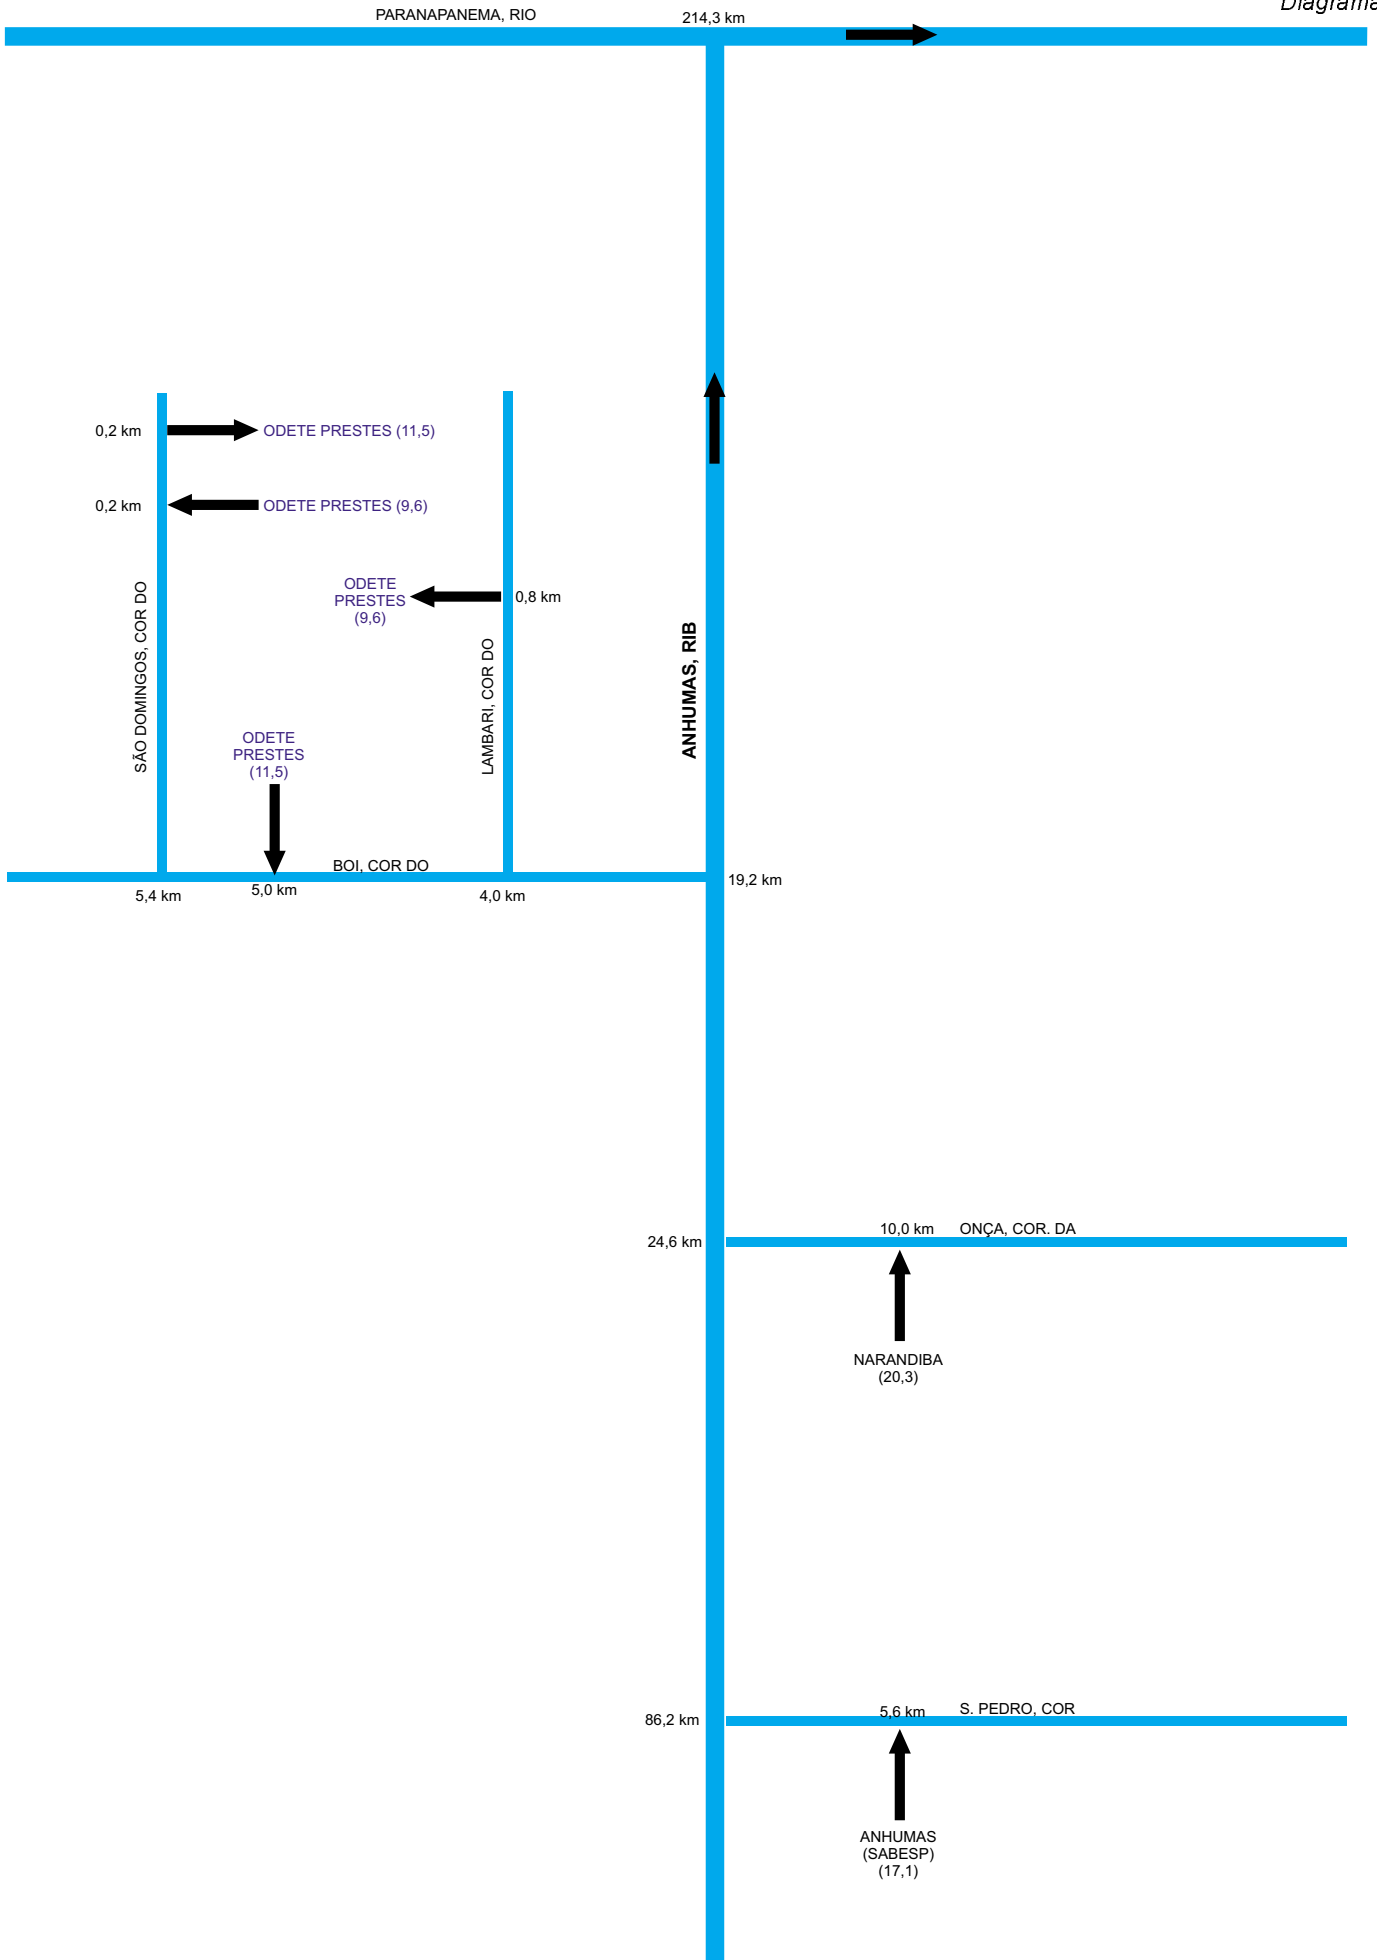 Diagrama
PARANAPANEMA, RIO
214,3 km
0,2 km
ODETE PRESTES (11,5)
0,2 km
ODETE PRESTES (9,6)
ODETE
PRESTES
(9,6)
0,8 km
SÃO DOMINGOS, COR DO
LAMBARI, COR DO
ANHUMAS, RIB
ODETE
PRESTES
(11,5)
BOI, COR DO
5,4 km
5,0 km
4,0 km
19,2 km
24,6 km
10,0 km
ONÇA, COR. DA
NARANDIBA
(20,3)
86,2 km
5,6 km
S. PEDRO, COR
ANHUMAS
(SABESP)
(17,1)